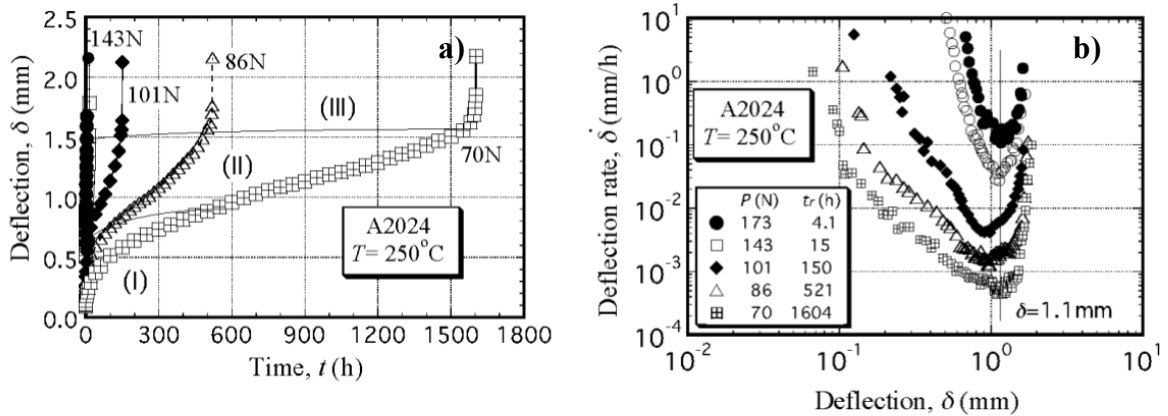 a)
2.5
2.0
1.5
1.0
0.5
0.0
Deflection, δ (mm)
143N
101N
86N
70N
(III)
(II)
(I)
A2024
T= 250°C
0 300 600 900 1200 1500 1800
Time, t (h)
b)
10¹
10⁰
10⁻¹
10⁻²
10⁻³
10⁻⁴
Deflection rate, δ̇ (mm/h)
A2024
T= 250°C
P (N) tr (h)
173 4.1
143 15
101 150
86 521
70 1604
δ=1.1mm
10⁻² 10⁻¹ 10⁰ 10¹
Deflection, δ (mm)